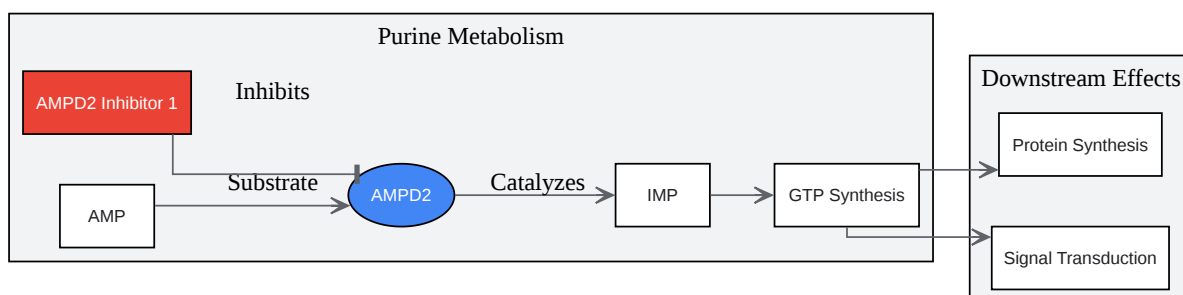 Purine Metabolism
Downstream Effects
AMPD2 Inhibitor 1
Inhibits
Protein Synthesis
Substrate
Catalyzes
AMP
AMPD2
IMP
GTP Synthesis
Signal Transduction